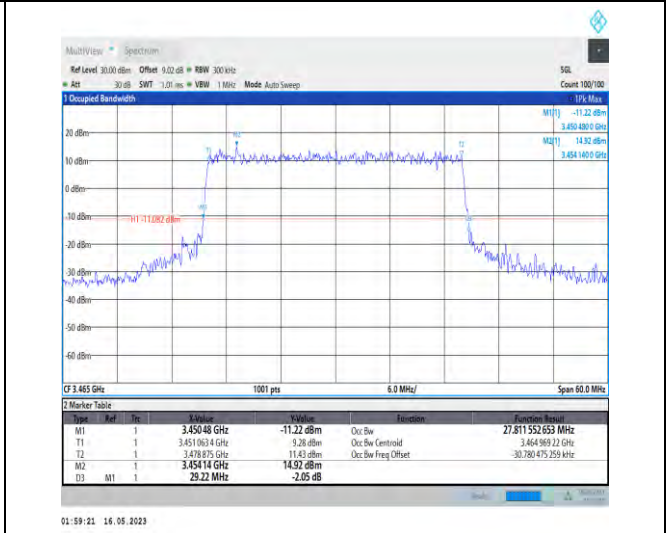 MultiView Spectrum
Ref Level 30.00 dBm Offset 9.02 dB RBW 300 kHz SGL
Att 30 dB SWT 1.01 ms VBW 1 MHz Mode Auto Sweep Count 100/100
1 Occupied Bandwidth 1Pk Max
M1[1] -11.22 dBm
3.450 480 0 GHz
M2[1] 14.92 dBm
3.454 140 0 GHz
20 dBm
M2
T1
T2
10 dBm
0 dBm
-10 dBm
H1 -11.082 dBm
-20 dBm
-30 dBm
-40 dBm
-50 dBm
-60 dBm
CF 3.465 GHz 1001 pts 6.0 MHz/ Span 60.0 MHz
2 Marker Table
Type Ref Trc X-Value Y-Value Function Function Result
M1 1 3.45048 GHz -11.22 dBm Occ Bw 27.811 552 653 MHz
T1 1 3.451 063 4 GHz 9.28 dBm Occ Bw Centroid 3.464 969 22 GHz
T2 1 3.478 875 GHz 11.43 dBm Occ Bw Freq Offset -30.780 475 259 kHz
M2 1 3.45414 GHz 14.92 dBm
D3 M1 1 29.22 MHz -2.05 dB
Ready
01:59:21 16.05.2023